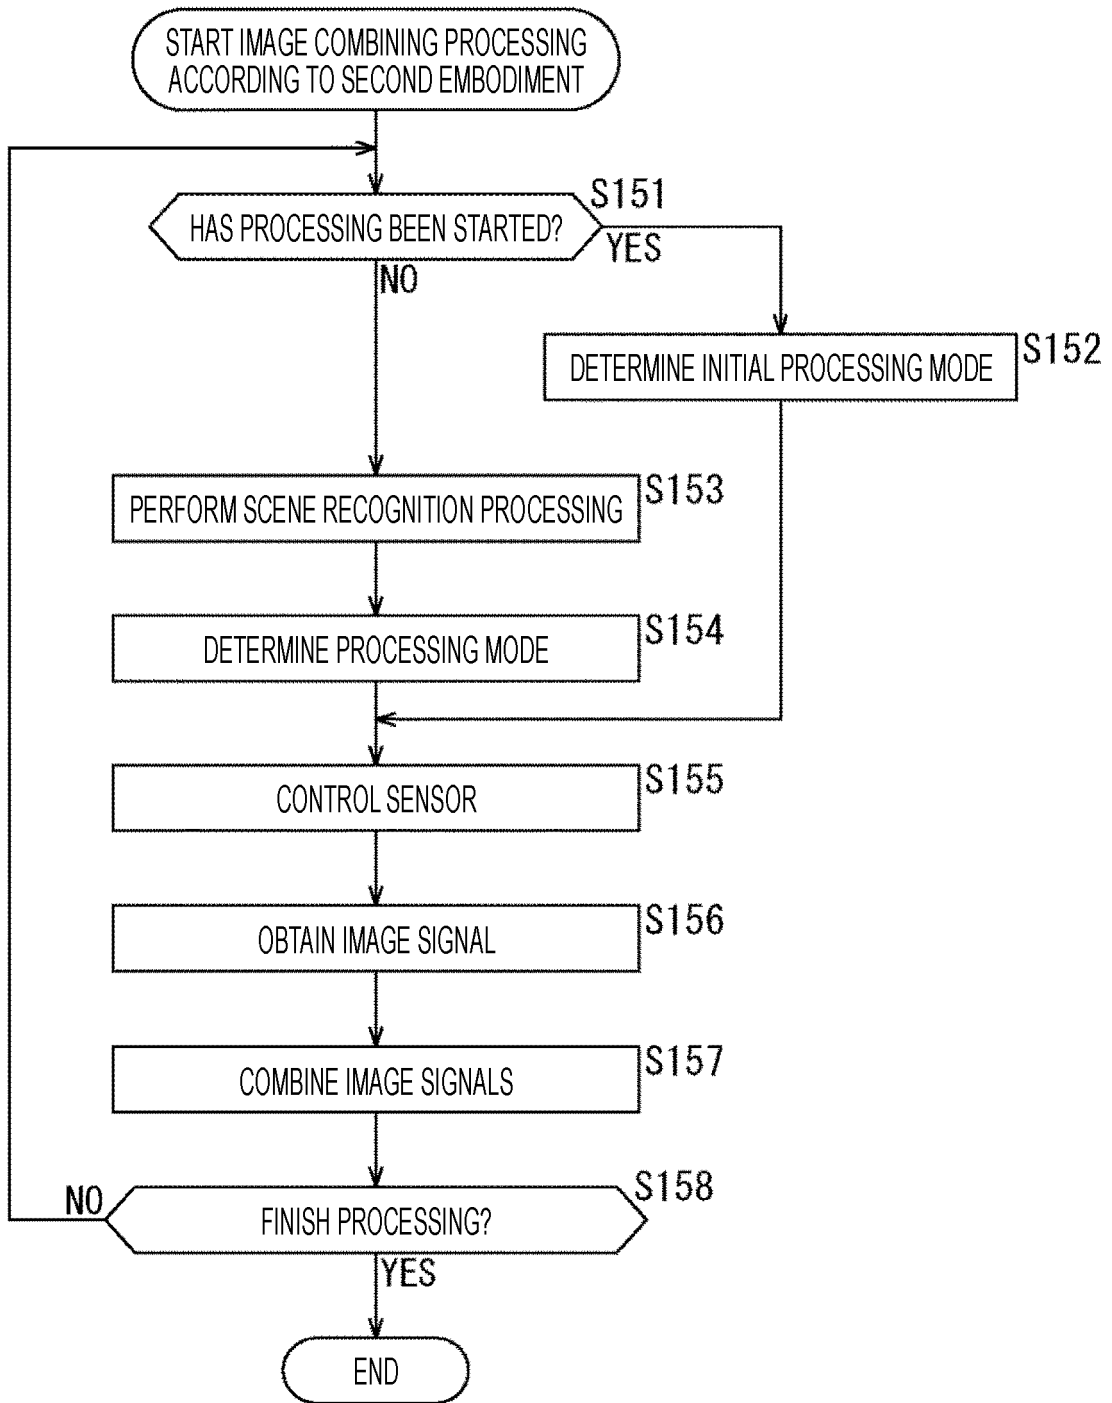 START IMAGE COMBINING PROCESSING
ACCORDING TO SECOND EMBODIMENT
S151
HAS PROCESSING BEEN STARTED?
YES
NO
S152
DETERMINE INITIAL PROCESSING MODE
S153
PERFORM SCENE RECOGNITION PROCESSING
S154
DETERMINE PROCESSING MODE
S155
CONTROL SENSOR
S156
OBTAIN IMAGE SIGNAL
S157
COMBINE IMAGE SIGNALS
S158
NO
FINISH PROCESSING?
YES
END